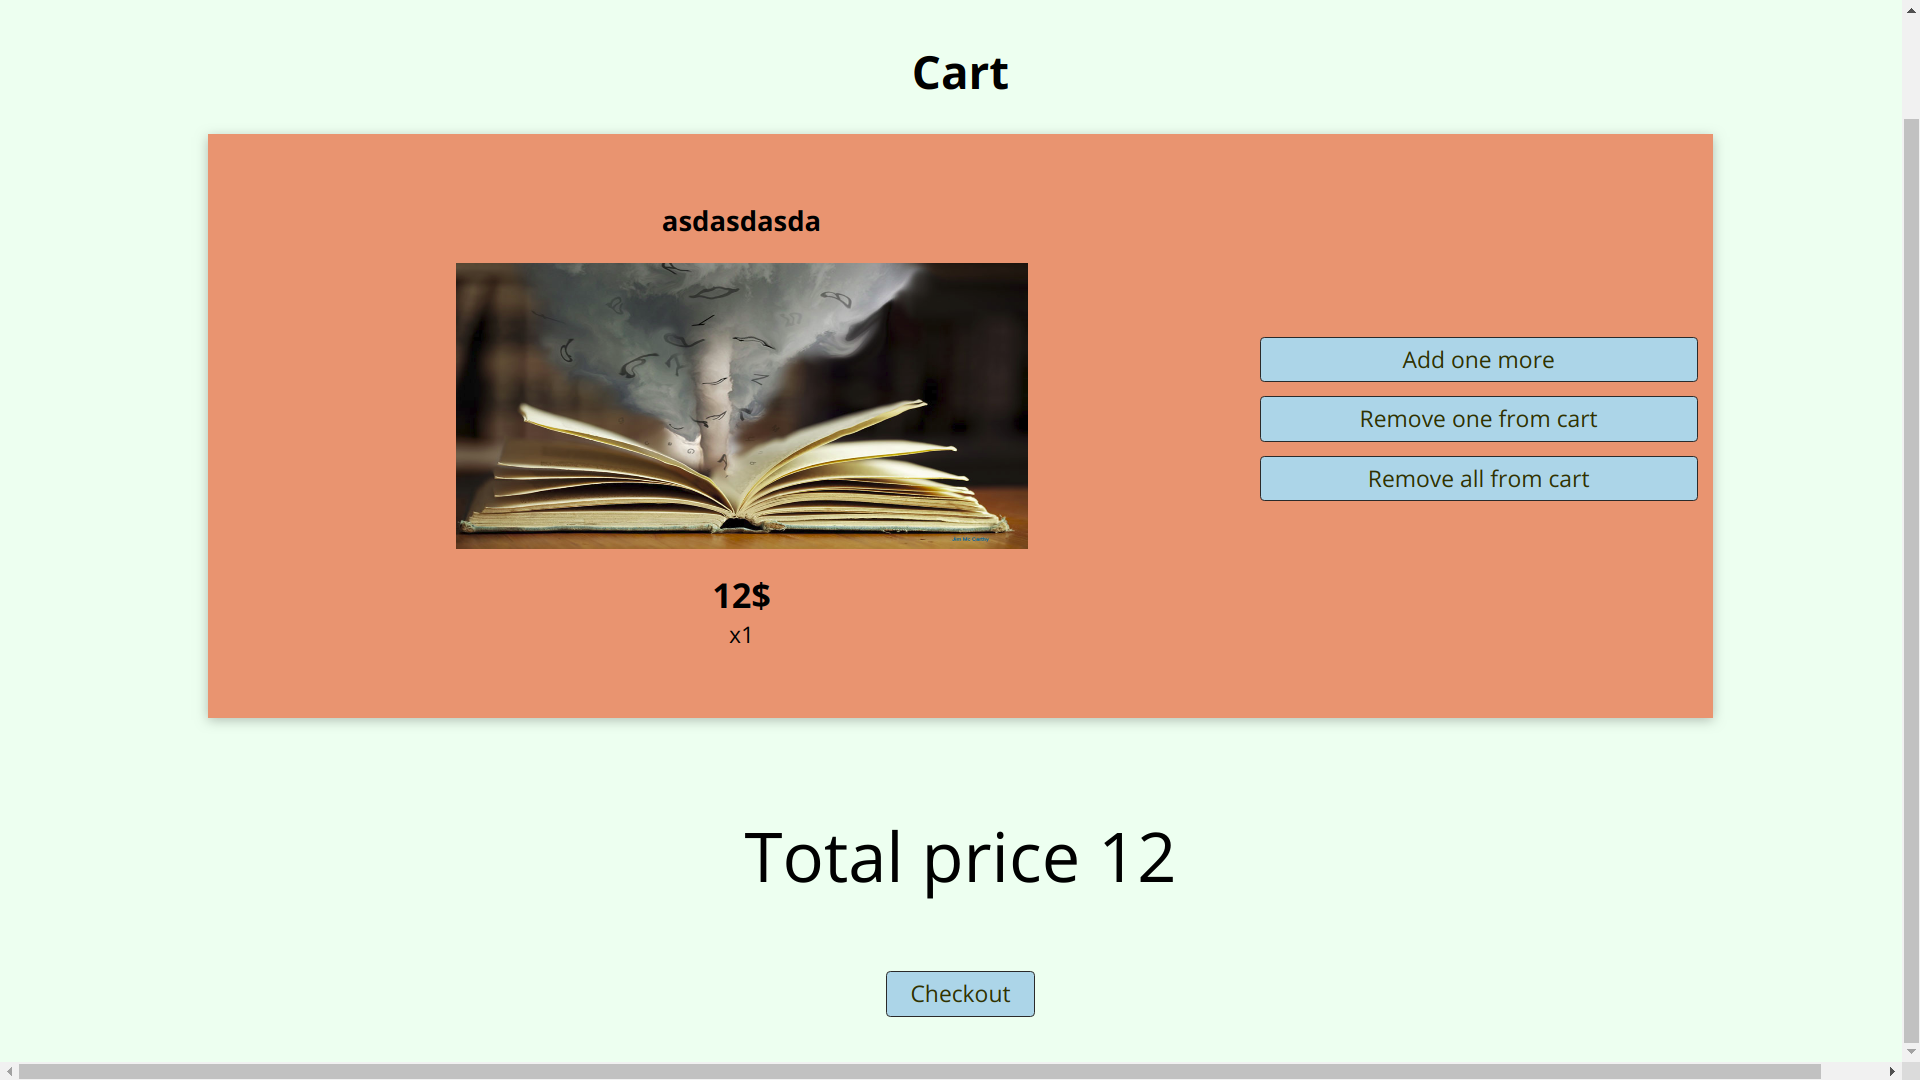 Cart
asdasdasda
12$
x1
Add one more
Remove one from cart
Remove all from cart
Total price 12
Checkout